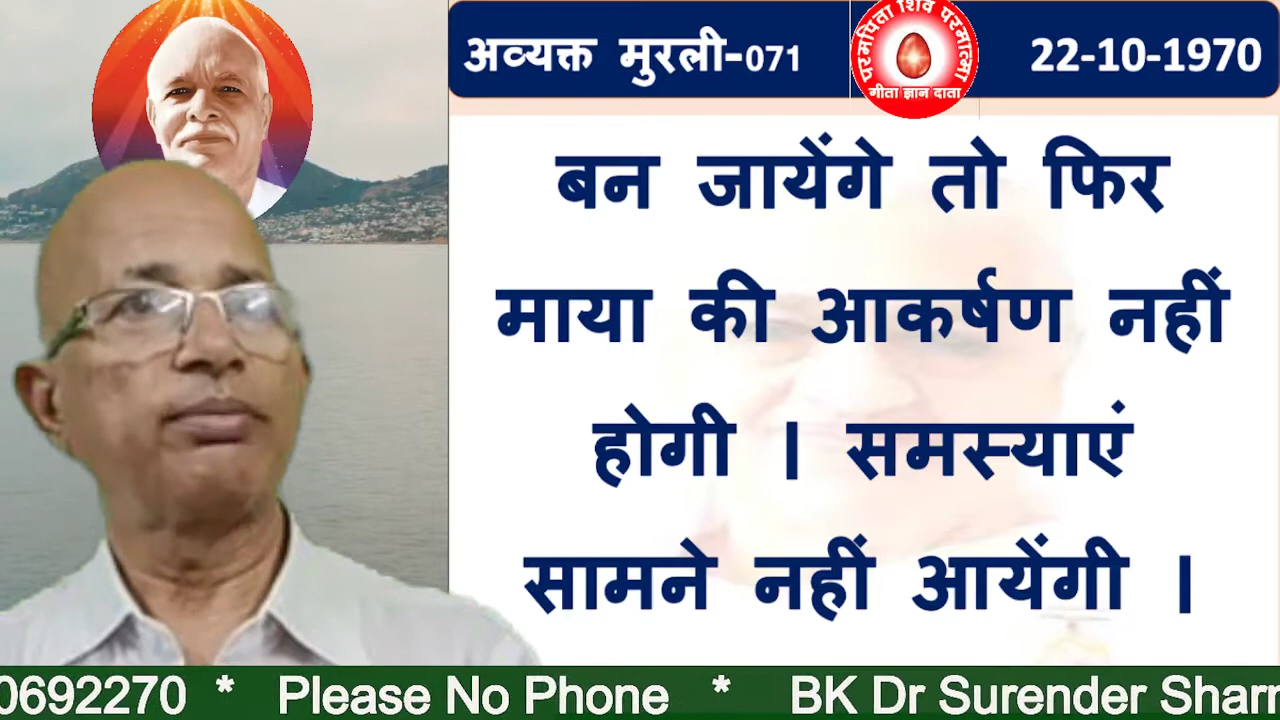 अव्यक्त मुरली-071
परमपिता शिव परमात्मा
गीता ज्ञान दाता
22-10-1970
बन जायेंगे तो फिर
माया की आकर्षण नहीं
होगी । समस्याएं
सामने नहीं आयेंगी ।
0692270 * Please No Phone * BK Dr Surender Shar